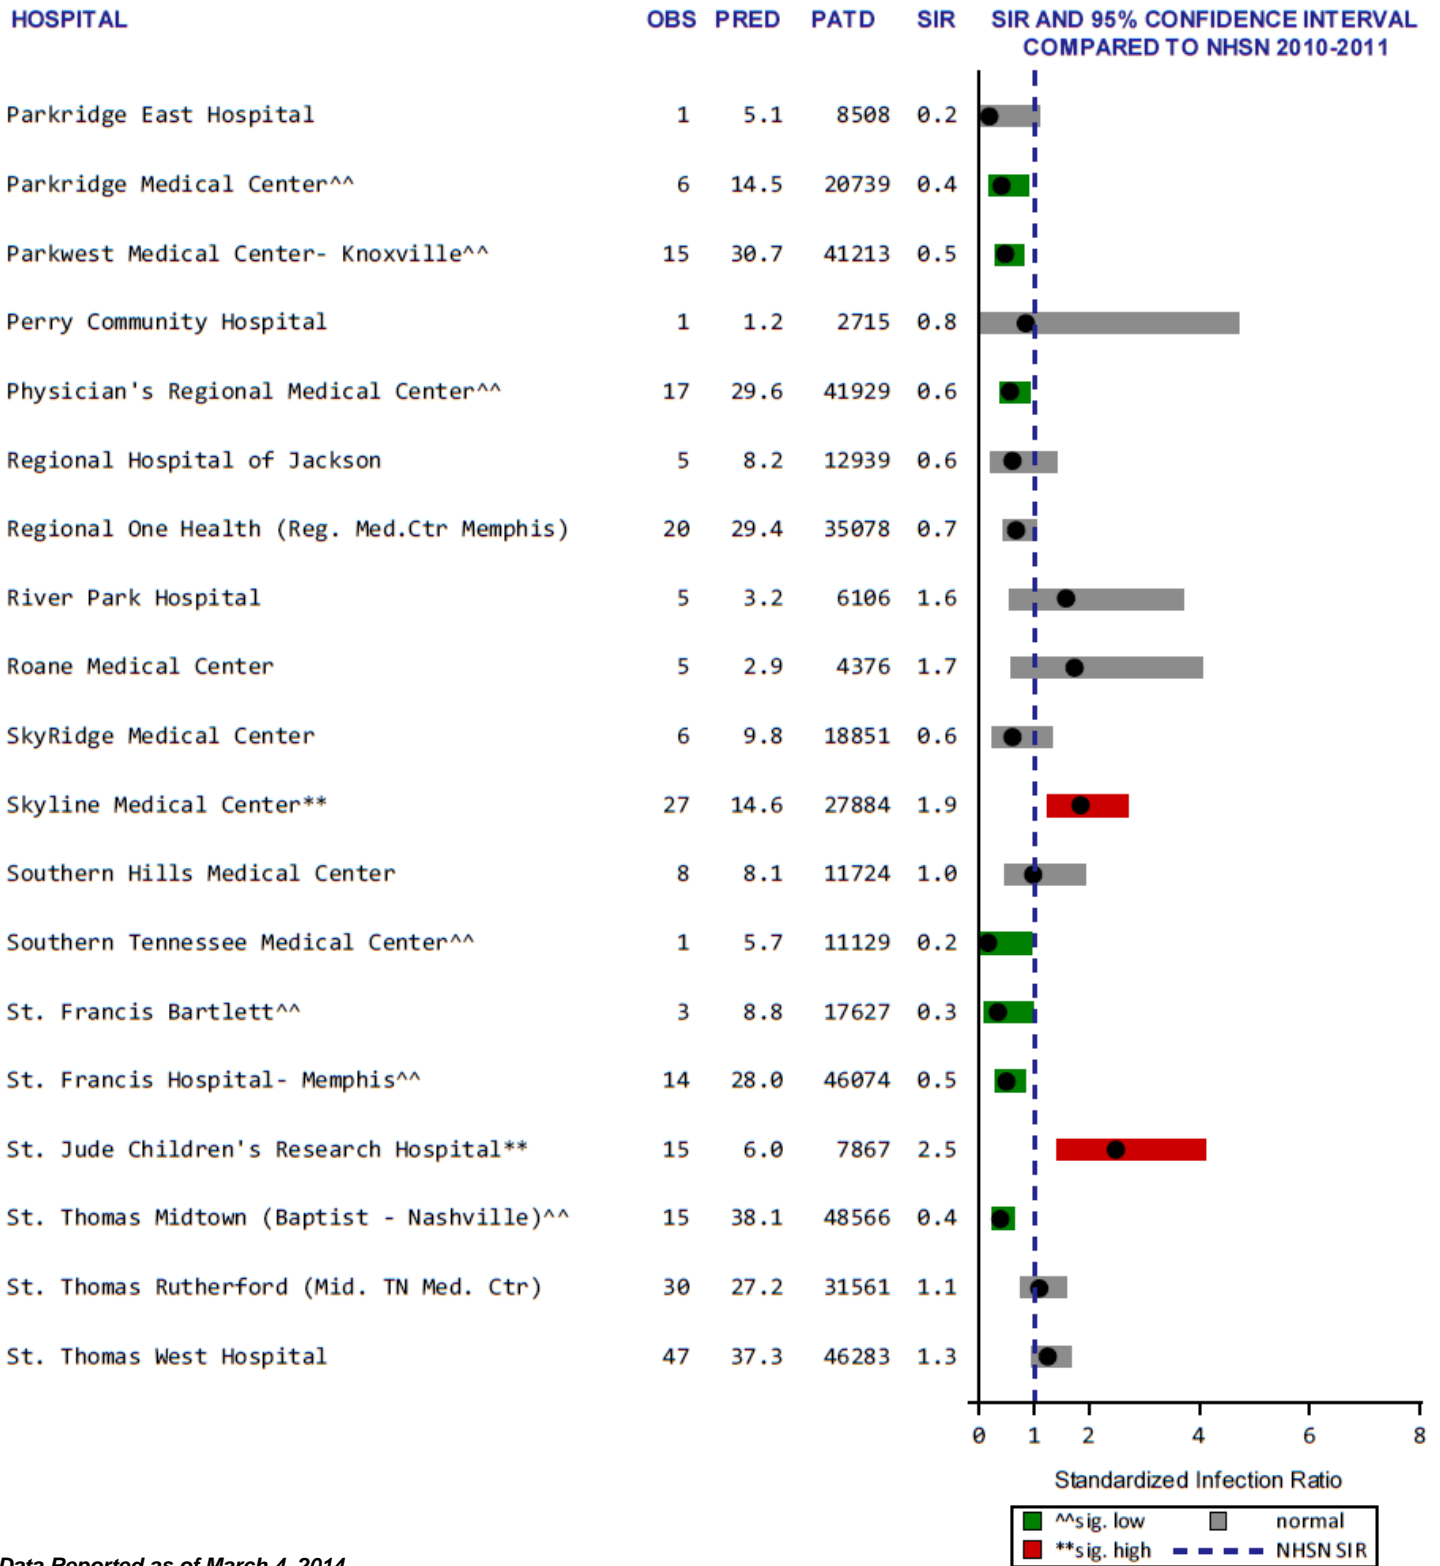 HOSPITAL OBS PRED PATD SIR SIR AND 95% CONFIDENCE INTERVAL
COMPARED TO NHSN 2010-2011
Parkridge East Hospital 1 5.1 8508 0.2
Parkridge Medical Center^^ 6 14.5 20739 0.4
Parkwest Medical Center- Knoxville^^ 15 30.7 41213 0.5
Perry Community Hospital 1 1.2 2715 0.8
Physician's Regional Medical Center^^ 17 29.6 41929 0.6
Regional Hospital of Jackson 5 8.2 12939 0.6
Regional One Health (Reg. Med.Ctr Memphis) 20 29.4 35078 0.7
River Park Hospital 5 3.2 6106 1.6
Roane Medical Center 5 2.9 4376 1.7
SkyRidge Medical Center 6 9.8 18851 0.6
Skyline Medical Center** 27 14.6 27884 1.9
Southern Hills Medical Center 8 8.1 11724 1.0
Southern Tennessee Medical Center^^ 1 5.7 11129 0.2
St. Francis Bartlett^^ 3 8.8 17627 0.3
St. Francis Hospital- Memphis^^ 14 28.0 46074 0.5
St. Jude Children's Research Hospital** 15 6.0 7867 2.5
St. Thomas Midtown (Baptist - Nashville)^^ 15 38.1 48566 0.4
St. Thomas Rutherford (Mid. TN Med. Ctr) 30 27.2 31561 1.1
St. Thomas West Hospital 47 37.3 46283 1.3
0 1 2 4 6 8
Standardized Infection Ratio
^^sig. low normal
**sig. high NHSN SIR
Data Reported as of March 4, 2014